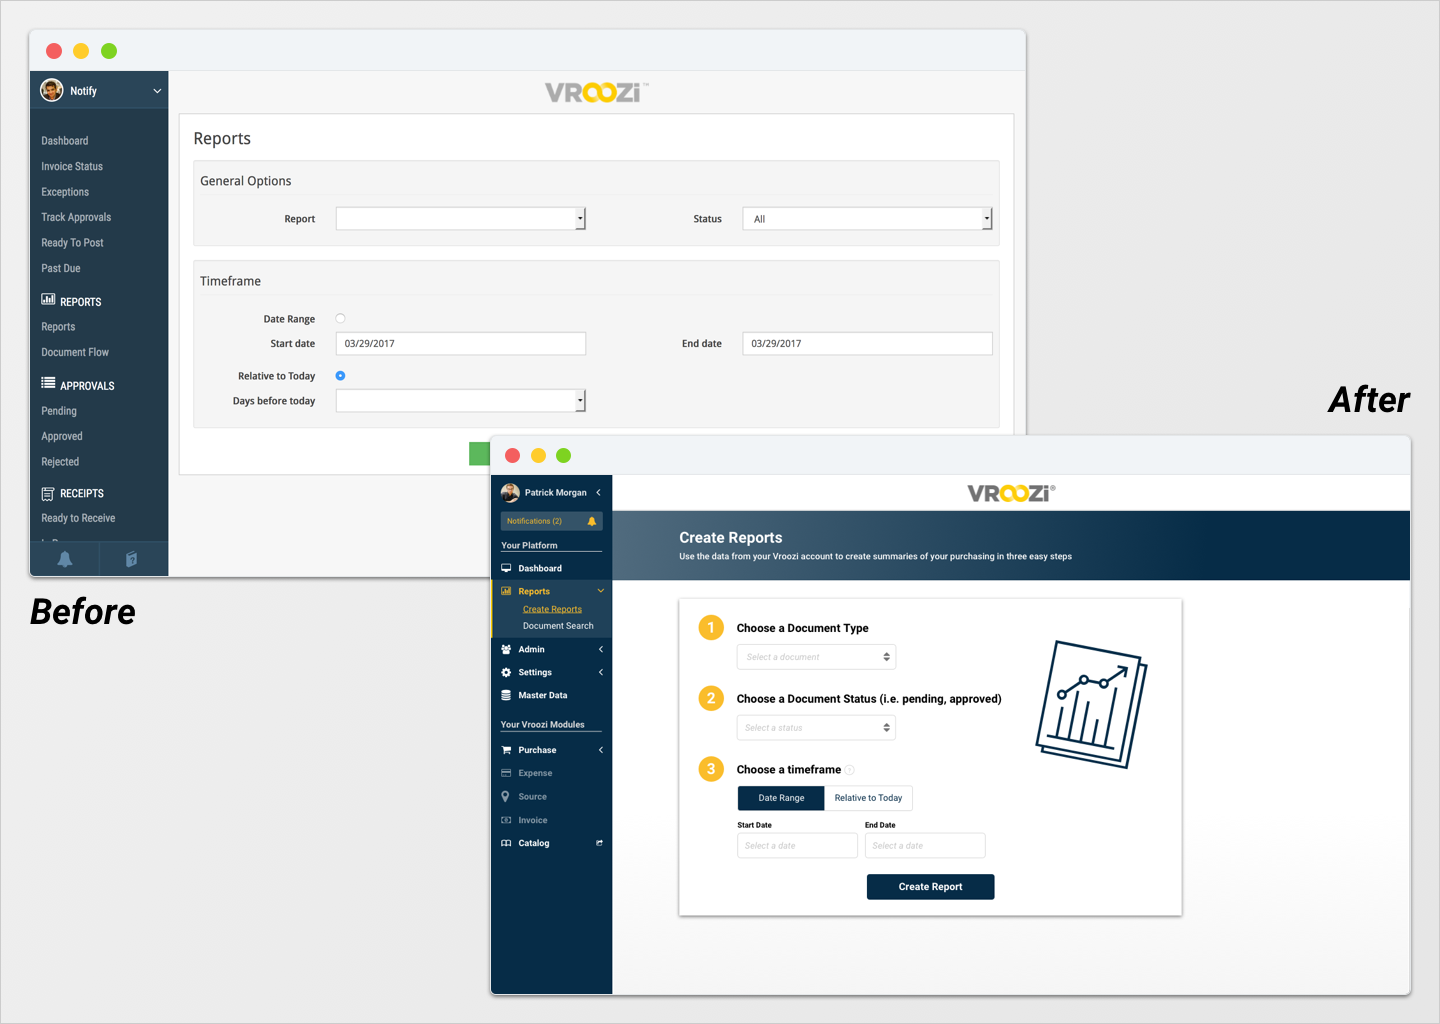 Notify
VROOZI™
Dashboard
Invoice Status
Exceptions
Track Approvals
Ready To Post
Past Due
REPORTS
Reports
Document Flow
APPROVALS
Pending
Approved
Rejected
RECEIPTS
Ready to Receive
Reports
General Options
Report
Status All
Timeframe
Date Range
Start date 03/29/2017
End date 03/29/2017
Relative to Today
Days before today
Before
After
Patrick Morgan
Notifications (2)
Your Platform
Dashboard
Reports
Create Reports
Document Search
Admin
Settings
Master Data
Your Vroozi Modules
Purchase
Expense
Source
Invoice
Catalog
VROOZI®
Create Reports
Use the data from your Vroozi account to create summaries of your purchasing in three easy steps
1 Choose a Document Type
Select a document
2 Choose a Document Status (i.e. pending, approved)
Select a status
3 Choose a timeframe
Date Range Relative to Today
Start Date End Date
Select a date Select a date
Create Report